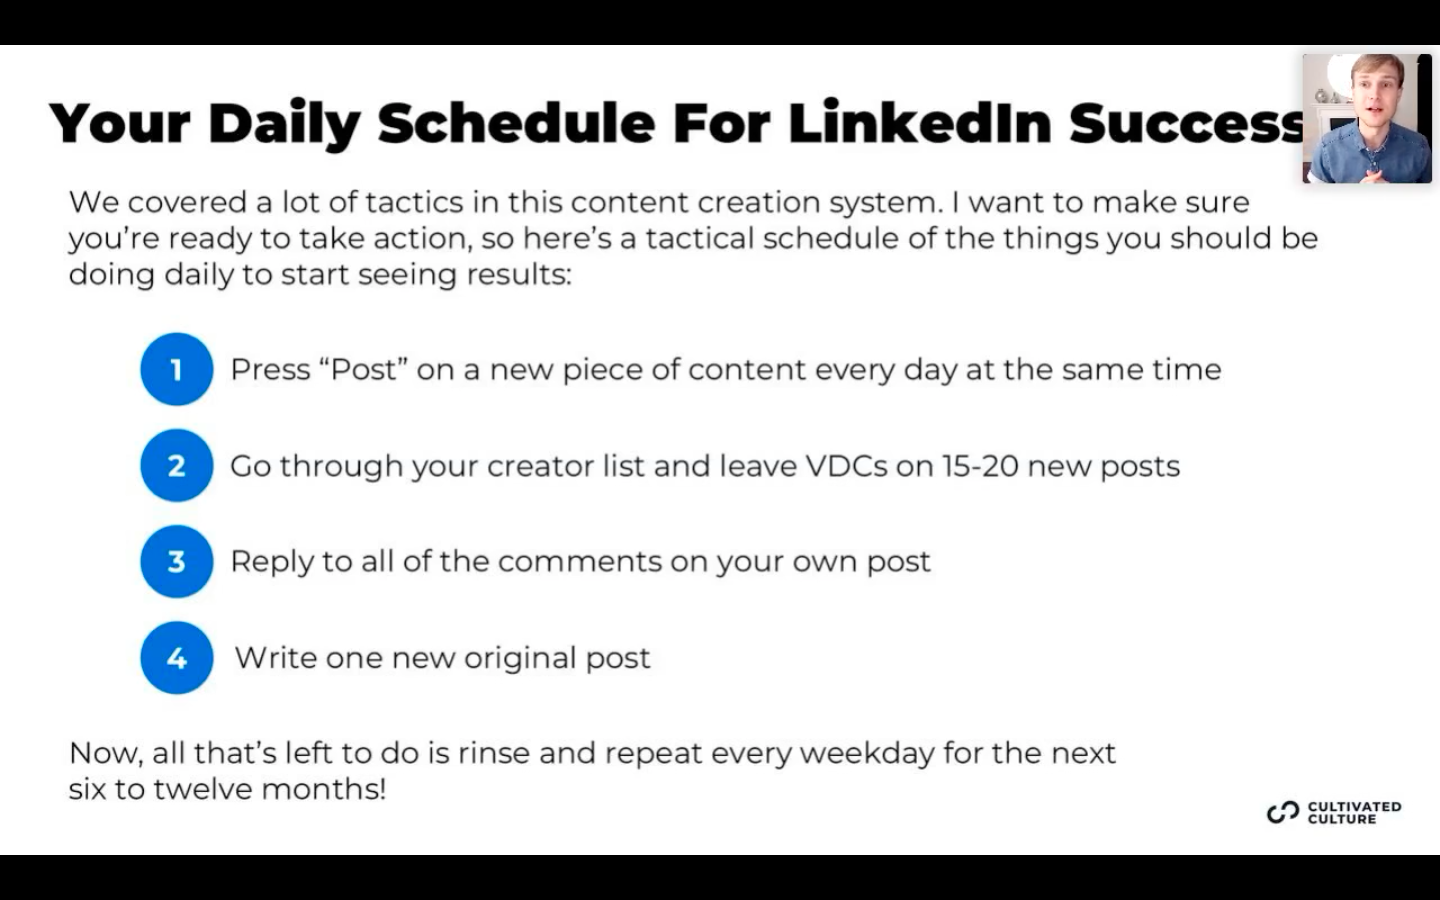 Your Daily Schedule For LinkedIn Success
We covered a lot of tactics in this content creation system. I want to make sure
you’re ready to take action, so here’s a tactical schedule of the things you should be
doing daily to start seeing results:
1 Press “Post” on a new piece of content every day at the same time
2 Go through your creator list and leave VDCs on 15-20 new posts
3 Reply to all of the comments on your own post
4 Write one new original post
Now, all that’s left to do is rinse and repeat every weekday for the next
six to twelve months!
CULTIVATED
CULTURE